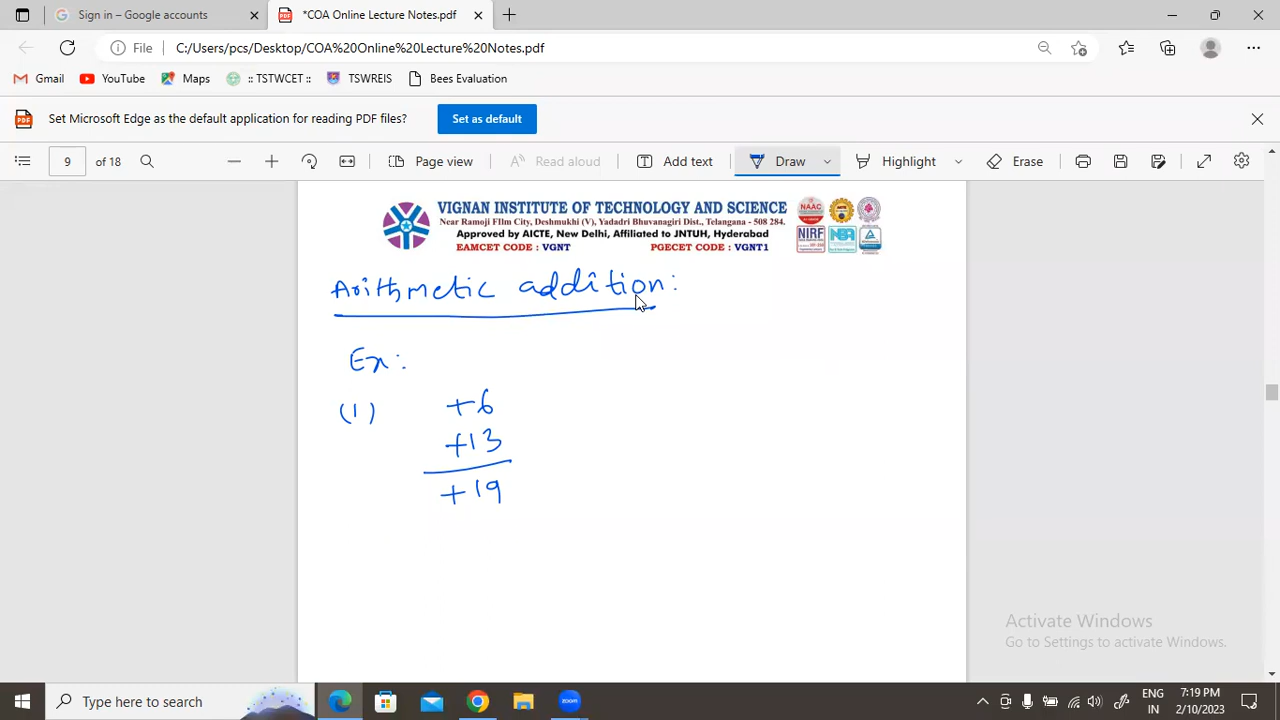 Sign in – Google accounts
*COA Online Lecture Notes.pdf
File C:/Users/pcs/Desktop/COA%20Online%20Lecture%20Notes.pdf
Gmail YouTube Maps :: TSTWCET :: TSWREIS Bees Evaluation
Set Microsoft Edge as the default application for reading PDF files? Set as default
9 of 18 Page view Read aloud Add text Draw Highlight Erase
VIGNAN INSTITUTE OF TECHNOLOGY AND SCIENCE
Near Ramoji Film City, Deshmukhi (V), Yadadri Bhuvanagiri Dist., Telangana - 508 284.
Approved by AICTE, New Delhi, Affiliated to JNTUH, Hyderabad
EAMCET CODE : VGNT PGECET CODE : VGNT1
NAAC
NIRF NBA
Arithmetic addition:
Ex:
(1) +6
+13
+19
Activate Windows
Go to Settings to activate Windows.
Type here to search
zoom
ENG 7:19 PM
IN 2/10/2023